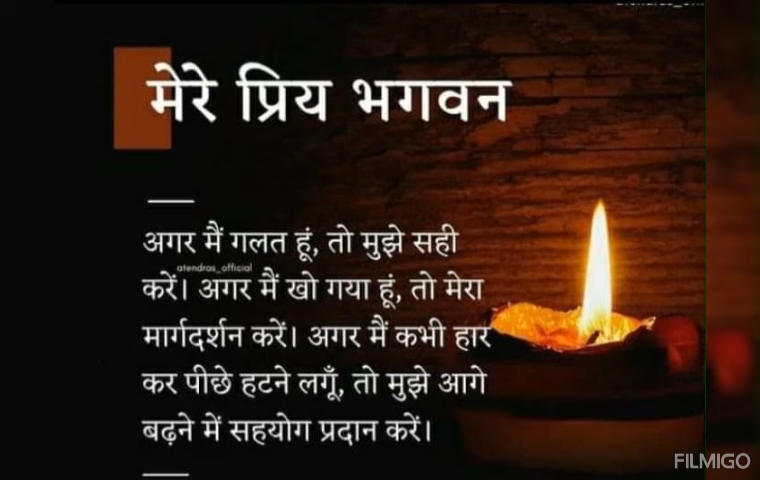 मेरे प्रिय भगवन
अगर मैं गलत हूं, तो मुझे सही
atendras_official
करें। अगर मैं खो गया हूं, तो मेरा
मार्गदर्शन करें। अगर मैं कभी हार
कर पीछे हटने लगूँ, तो मुझे आगे
बढ़ने में सहयोग प्रदान करें।
FILMIGO